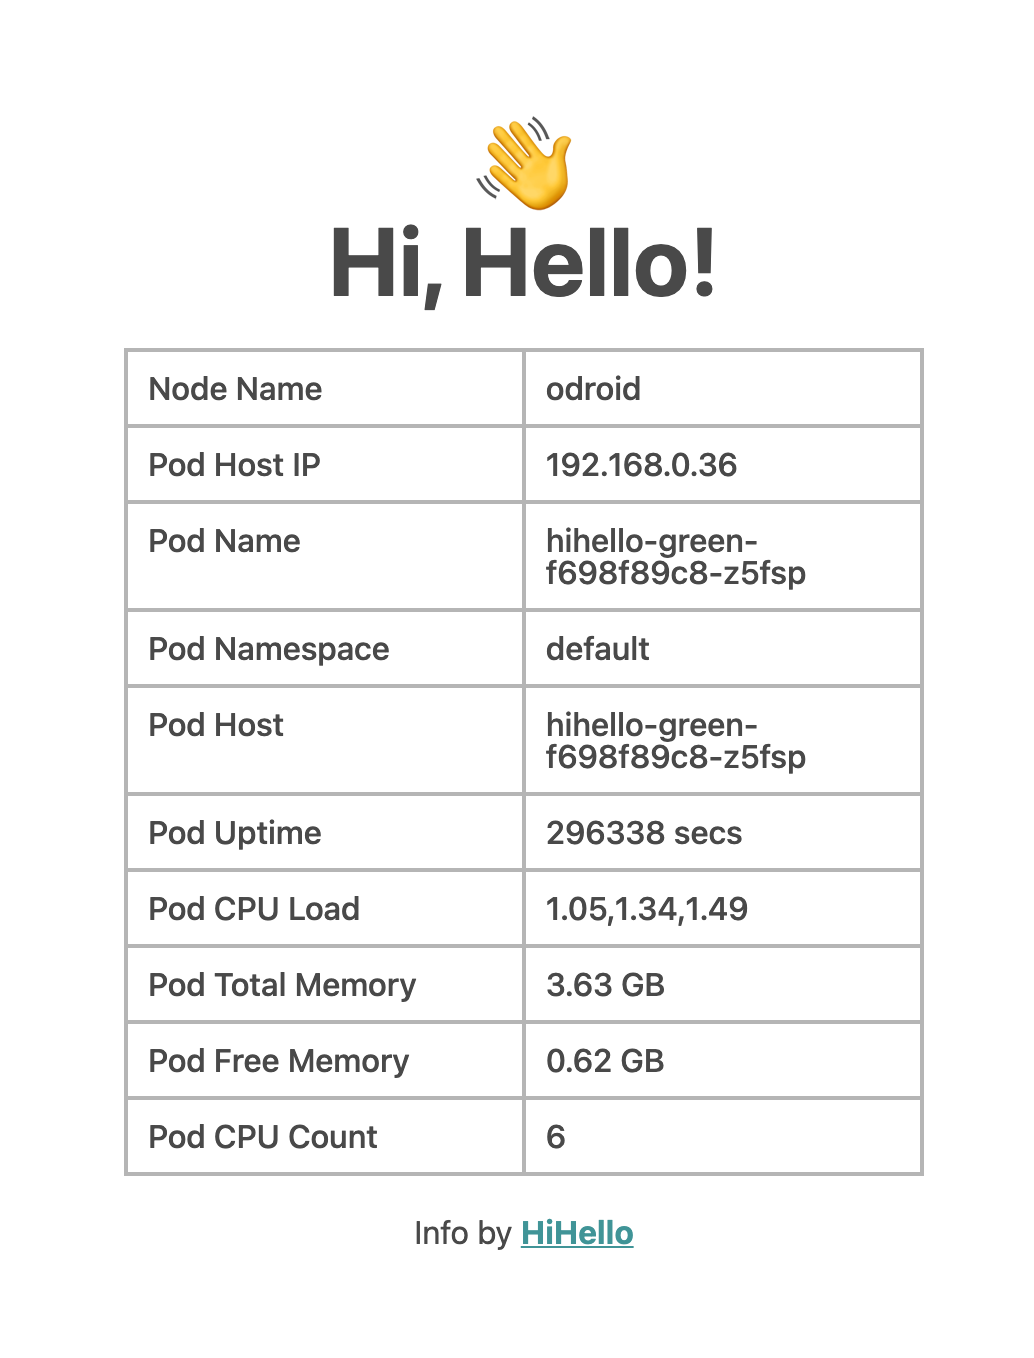 Hi, Hello!
Node Name odroid
Pod Host IP 192.168.0.36
Pod Name hihello-green-
f698f89c8-z5fsp
Pod Namespace default
Pod Host hihello-green-
f698f89c8-z5fsp
Pod Uptime 296338 secs
Pod CPU Load 1.05,1.34,1.49
Pod Total Memory 3.63 GB
Pod Free Memory 0.62 GB
Pod CPU Count 6
Info by HiHello